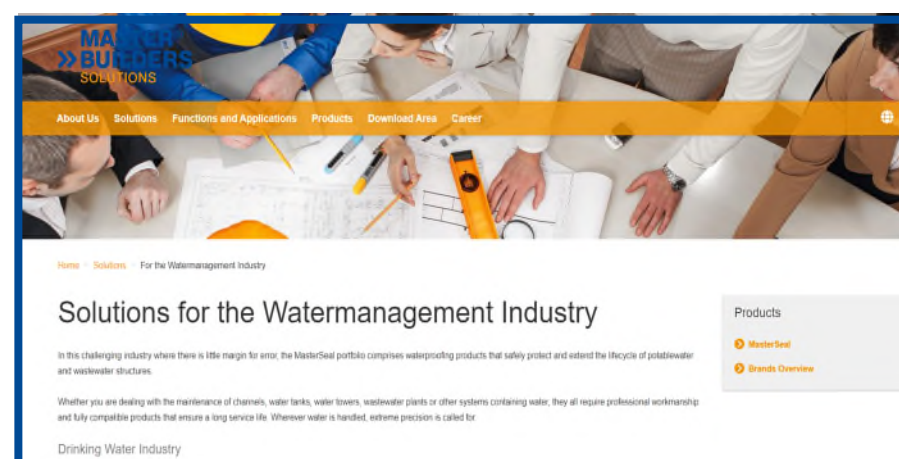 MASTER
BUILDERS
SOLUTIONS
About Us Solutions Functions and Applications Products Download Area Career
Home Solutions For the Watermanagement Industry
Solutions for the Watermanagement Industry
In this challenging industry where there is little margin for error, the MasterSeal portfolio comprises waterproofing products that safely protect and extend the lifecycle of potablewater
and wastewater structures.
Whether you are dealing with the maintenance of channels, water tanks, water towers, wastewater plants or other systems containing water, they all require professional workmanship
and fully compatible products that ensure a long service life. Wherever water is handled, extreme precision is called for.
Drinking Water Industry
Products
MasterSeal
Brands Overview